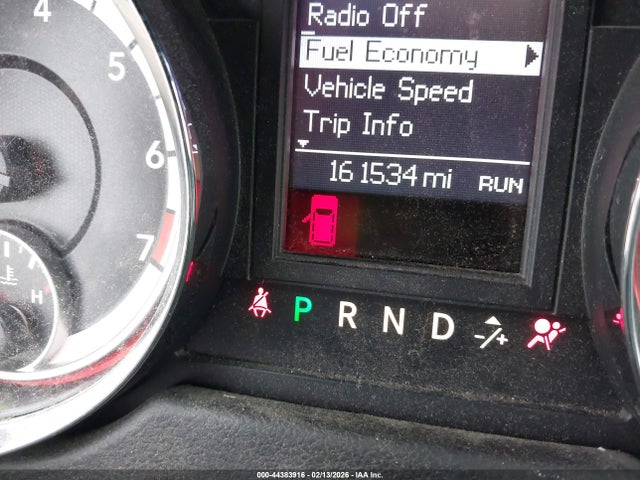 Radio Off
Fuel Economy
Vehicle Speed
Trip Info
161534 mi RUN
4
5
6
7
H
P R N D -/+
000-44383916 - 02/13/2026 - IAA Inc.